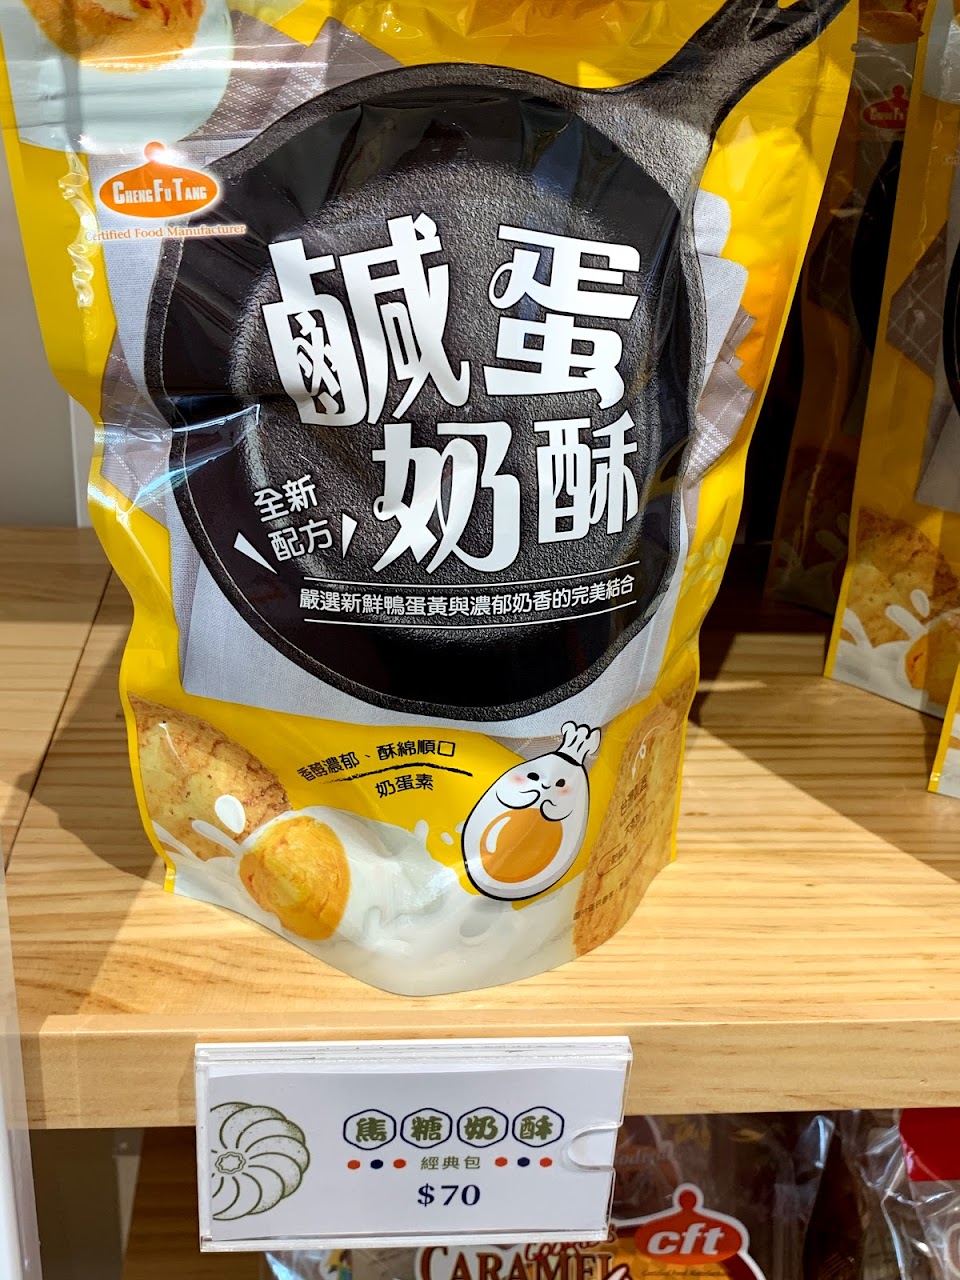 CHENG FU TANG
Certified Food Manufacturer
鹹蛋
奶酥
全新
配方
嚴選新鮮鴨蛋黃與濃郁奶香的完美結合
香醇濃郁、酥綿順口
奶蛋素
焦糖奶酥
經典包
$70
CARAMEL
cft